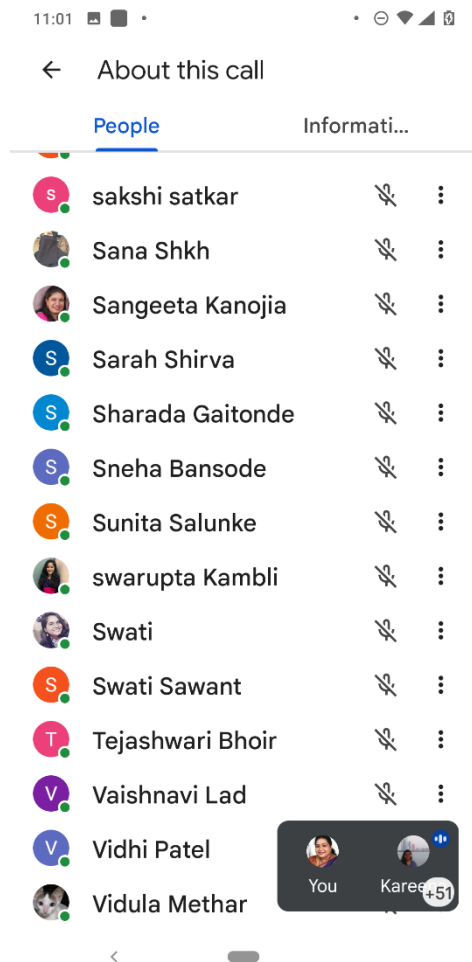 11:01
About this call
People Informati...
s sakshi satkar
Sana Shkh
Sangeeta Kanojia
S Sarah Shirva
S Sharada Gaitonde
S Sneha Bansode
S Sunita Salunke
swarupta Kambli
Swati
S Swati Sawant
T Tejashwari Bhoir
V Vaishnavi Lad
V Vidhi Patel
Vidula Methar
You
+51